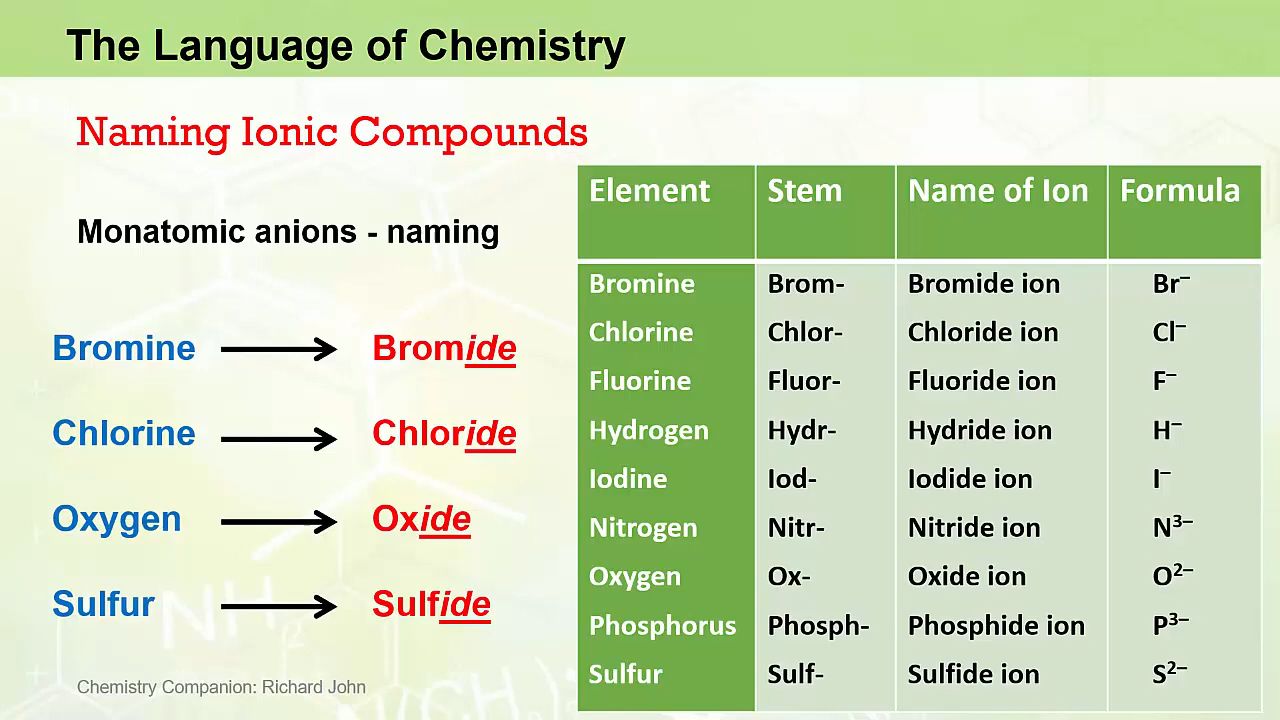 The Language of Chemistry
Naming Ionic Compounds
Monatomic anions - naming
Bromine Bromide
Chlorine Chloride
Oxygen Oxide
Sulfur Sulfide
Element Stem Name of Ion Formula
Bromine Brom- Bromide ion Br⁻
Chlorine Chlor- Chloride ion Cl⁻
Fluorine Fluor- Fluoride ion F⁻
Hydrogen Hydr- Hydride ion H⁻
Iodine Iod- Iodide ion I⁻
Nitrogen Nitr- Nitride ion N³⁻
Oxygen Ox- Oxide ion O²⁻
Phosphorus Phosph- Phosphide ion P³⁻
Sulfur Sulf- Sulfide ion S²⁻
Chemistry Companion: Richard John